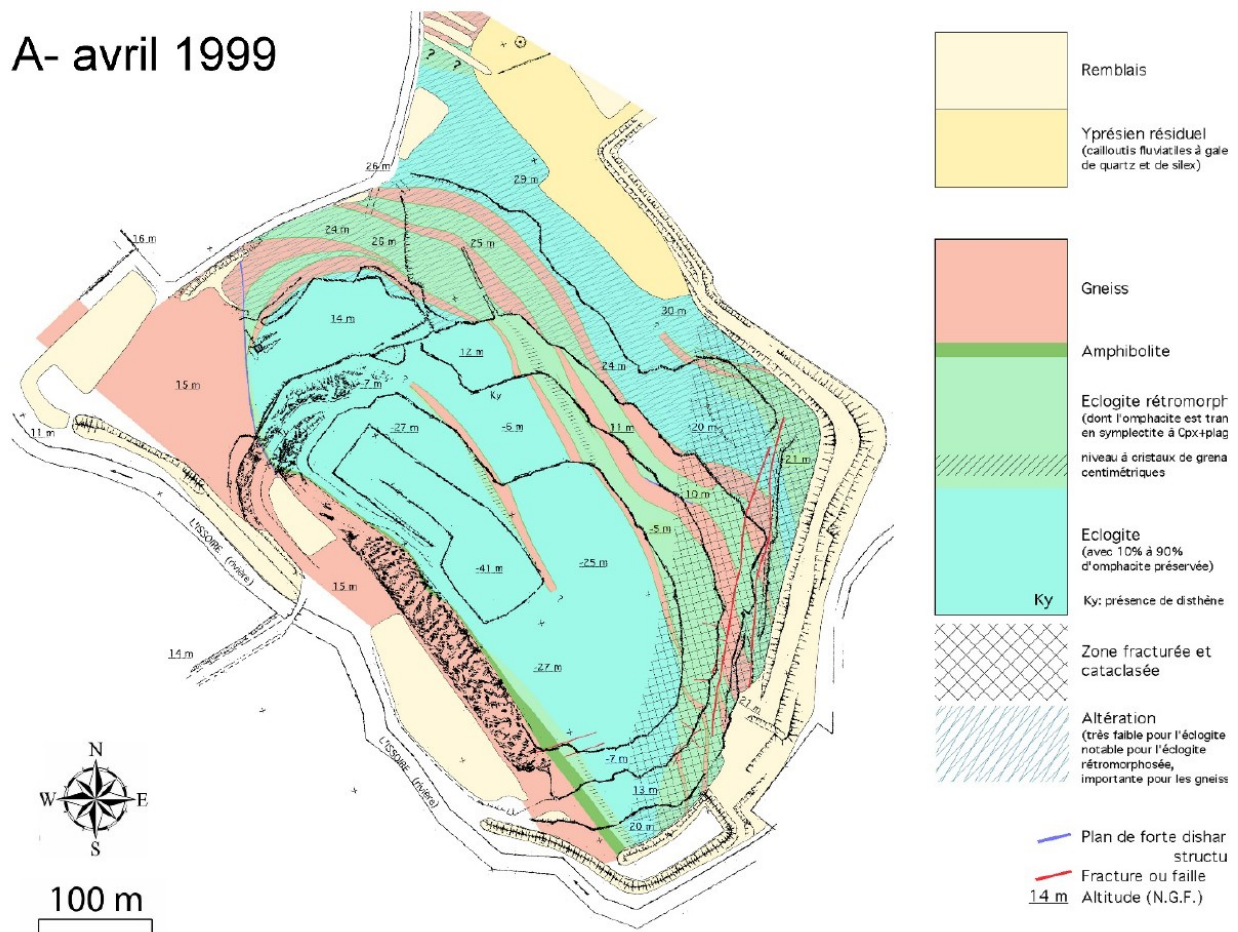 A- avril 1999
Remblais
Yprésien résiduel
(cailloutis fluviatiles à gale
de quartz et de silex)
Gneiss
Amphibolite
Eclogite rétromorph
(dont l'omphacite est tran
en symplectite à Cpx+plag
niveau à cristaux de grena
centimétriques
Eclogite
(avec 10% à 90%
d'omphacite préservée)
Ky
Ky: présence de disthène
Zone fracturée et
cataclasée
Altération
(très faible pour l'éclogite
notable pour l'éclogite
rétromorphosée,
importante pour les gneiss
Plan de forte dishar
structu
Fracture ou faille
14 m Altitude (N.G.F.)
? ?
26 m
29 m
16 m
24 m
26 m
25 m
30 m
14 m
12 m
24 m
15 m
-7 m
?
Ky
11 m
-27 m
-6 m
11 m
20 m
21 m
Ky
10 m
-5 m
-41 m
-25 m
L'ISSOIRE (rivière)
15 m
?
14 m
-27 m
21 m
L'ISSOIRE (rivière)
-7 m
13 m
20 m
N
W E
S
100 m